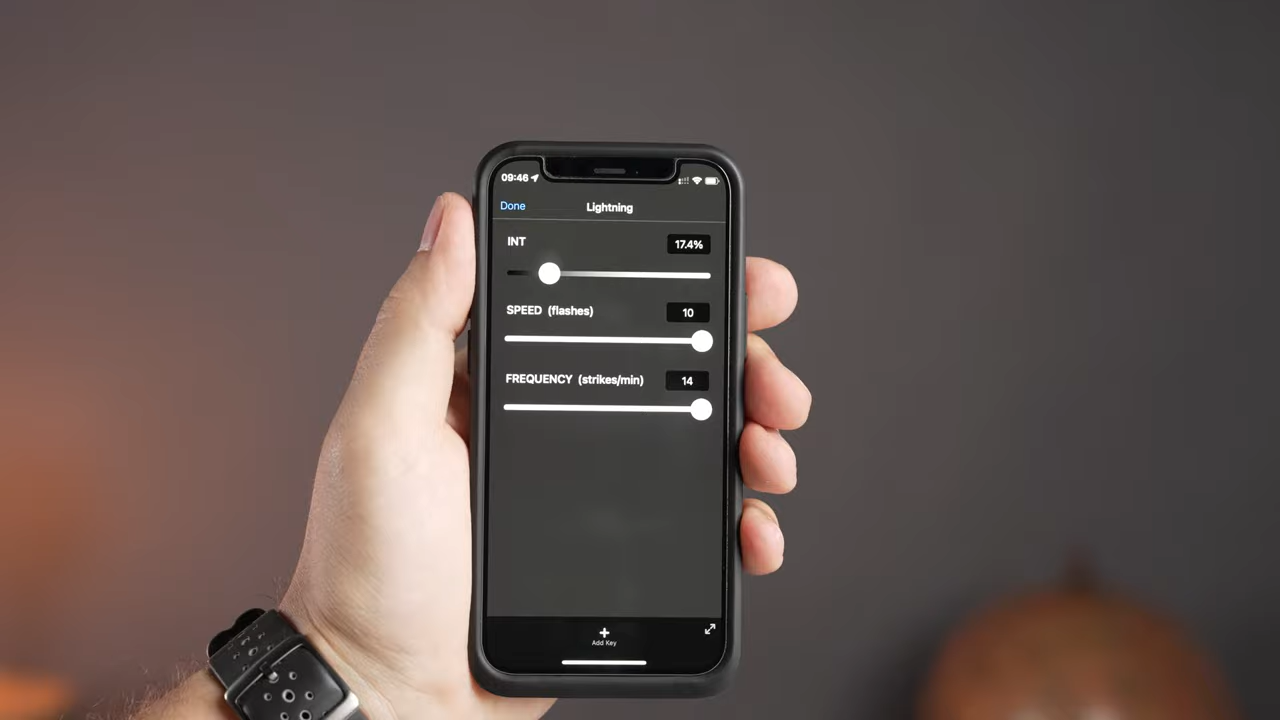 09:46
Done Lightning
INT 17.4%
SPEED (flashes) 10
FREQUENCY (strikes/min) 14
Add Key